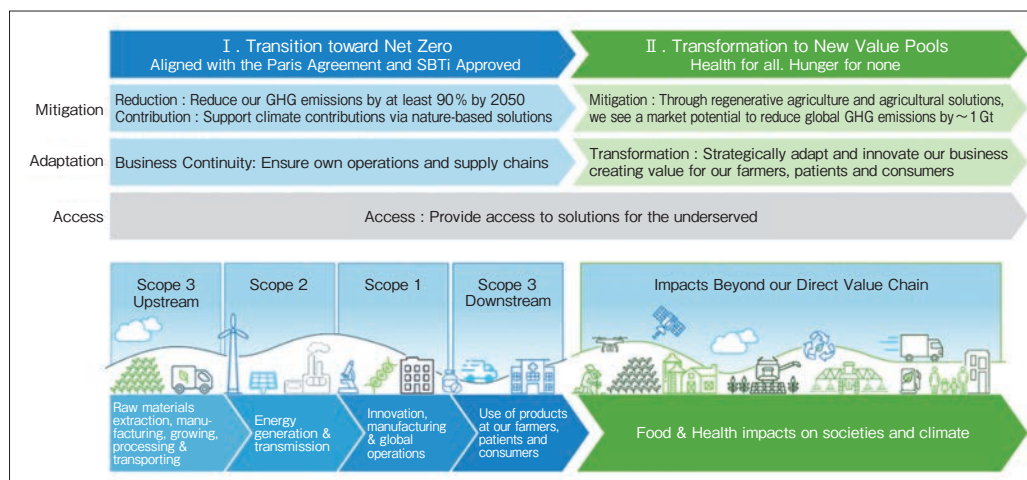 Ⅰ. Transition toward Net Zero
Aligned with the Paris Agreement and SBTi Approved
Ⅱ. Transformation to New Value Pools
Health for all. Hunger for none
Mitigation
Reduction : Reduce our GHG emissions by at least 90% by 2050
Contribution : Support climate contributions via nature-based solutions
Mitigation : Through regenerative agriculture and agricultural solutions,
we see a market potential to reduce global GHG emissions by ~ 1 Gt
Adaptation
Business Continuity: Ensure own operations and supply chains
Transformation : Strategically adapt and innovate our business
creating value for our farmers, patients and consumers
Access
Access : Provide access to solutions for the underserved
Scope 3
Upstream
Scope 2
Scope 1
Scope 3
Downstream
Impacts Beyond our Direct Value Chain
Raw materials
extraction, manu-
facturing, growing,
processing &
transporting
Energy
generation &
transmission
Innovation,
manufacturing
& global
operations
Use of products
at our farmers,
patients and
consumers
Food & Health impacts on societies and climate